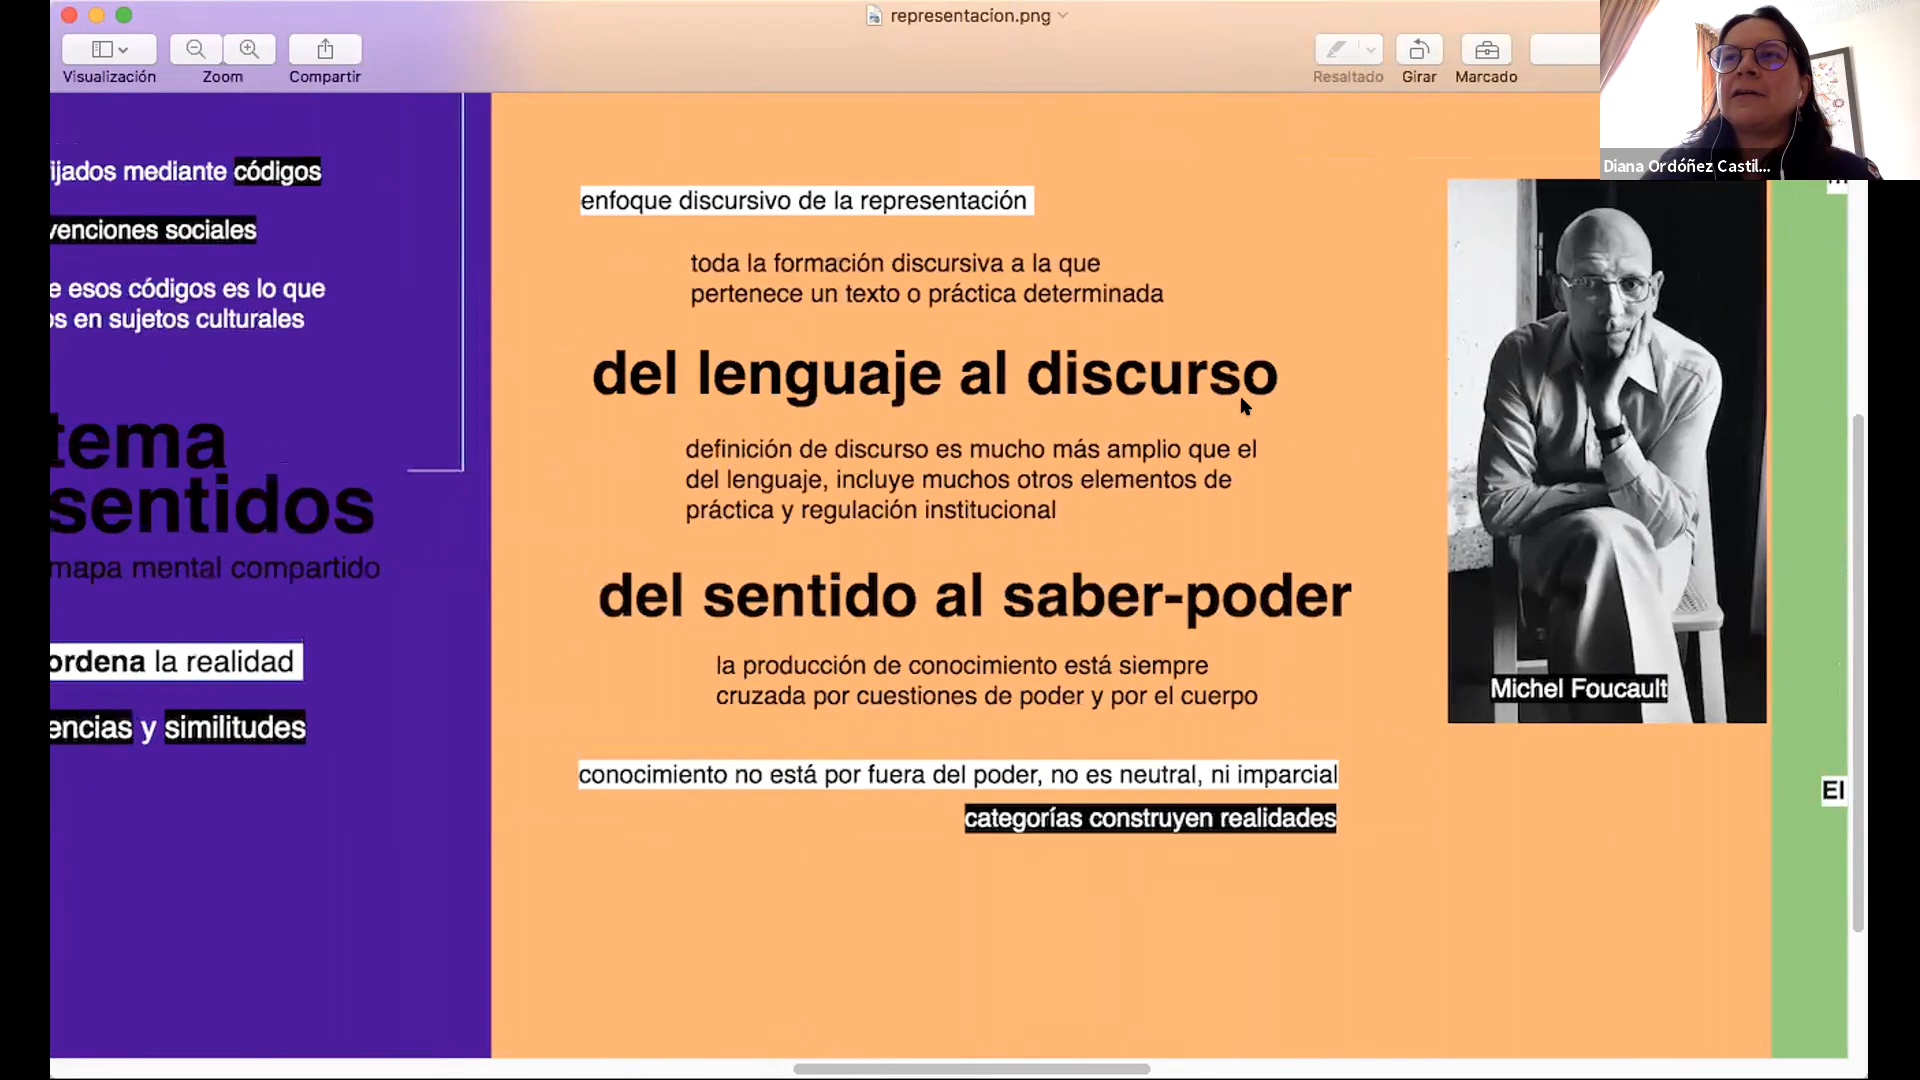 representacion.png
Visualización
Zoom
Compartir
Resaltado
Girar
Marcado
Diana Ordóñez Castil...
mediante códigos
sociales
esos códigos es lo que
en sujetos culturales
sentidos
mapa mental compartido
ordena la realidad
y similitudes
enfoque discursivo de la representación
toda la formación discursiva a la que
pertenece un texto o práctica determinada
del lenguaje al discurso
definición de discurso es mucho más amplio que el
del lenguaje, incluye muchos otros elementos de
práctica y regulación institucional
del sentido al saber-poder
la producción de conocimiento está siempre
cruzada por cuestiones de poder y por el cuerpo
conocimiento no está por fuera del poder, no es neutral, ni imparcial
categorías construyen realidades
Michel Foucault
El